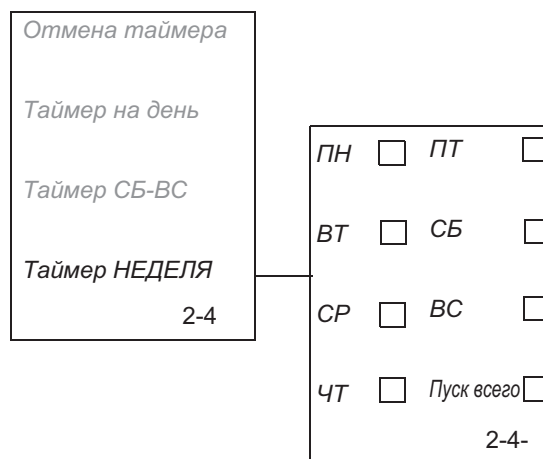 Отмена таймера
Таймер на день
Таймер СБ-ВС
Таймер НЕДЕЛЯ
2-4
ПН ПТ
ВТ СБ
СР ВС
ЧТ Пуск всего
2-4-